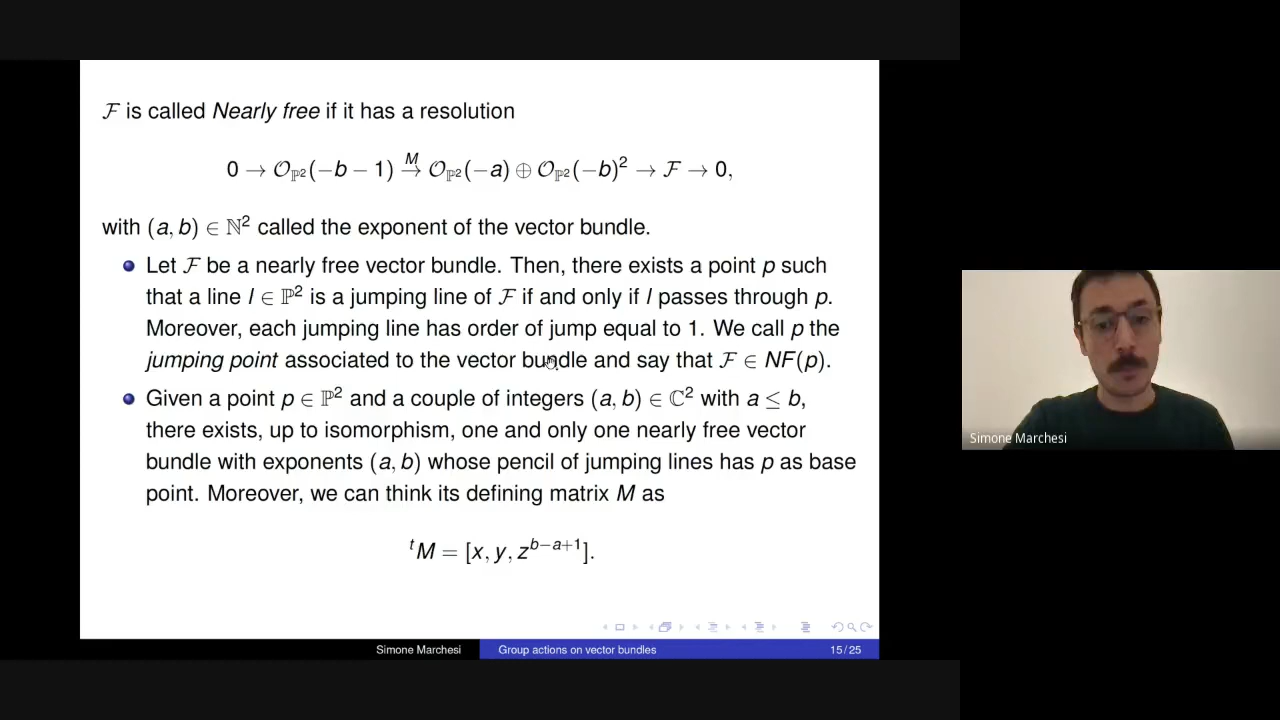 ℱ is called Nearly free if it has a resolution
0 → 𝒪_{ℙ²}(−b − 1) →^{M} 𝒪_{ℙ²}(−a) ⊕ 𝒪_{ℙ²}(−b)² → ℱ → 0,
with (a, b) ∈ ℕ² called the exponent of the vector bundle.
Let ℱ be a nearly free vector bundle. Then, there exists a point p such
that a line l ∈ ℙ² is a jumping line of ℱ if and only if l passes through p.
Moreover, each jumping line has order of jump equal to 1. We call p the
jumping point associated to the vector bundle and say that ℱ ∈ NF(p).
Given a point p ∈ ℙ² and a couple of integers (a, b) ∈ ℂ² with a ≤ b,
there exists, up to isomorphism, one and only one nearly free vector
bundle with exponents (a, b) whose pencil of jumping lines has p as base
point. Moreover, we can think its defining matrix M as
ᵗM = [x, y, z^{b−a+1}].
Simone Marchesi
Group actions on vector bundles
15/25
Simone Marchesi